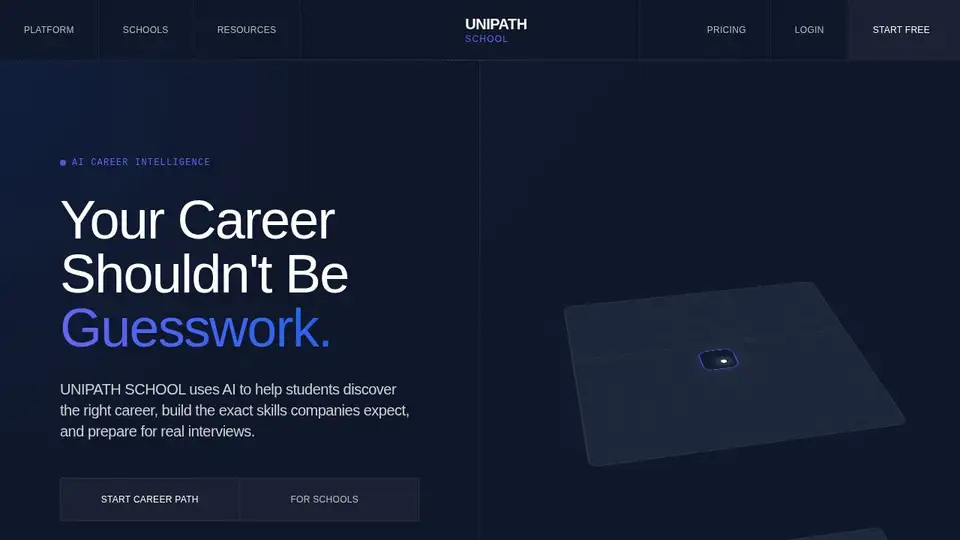 PLATFORM
SCHOOLS
RESOURCES
UNIPATH
SCHOOL
PRICING
LOGIN
START FREE
AI CAREER INTELLIGENCE
Your Career
Shouldn't Be
Guesswork.
UNIPATH SCHOOL uses AI to help students discover
the right career, build the exact skills companies expect,
and prepare for real interviews.
START CAREER PATH
FOR SCHOOLS